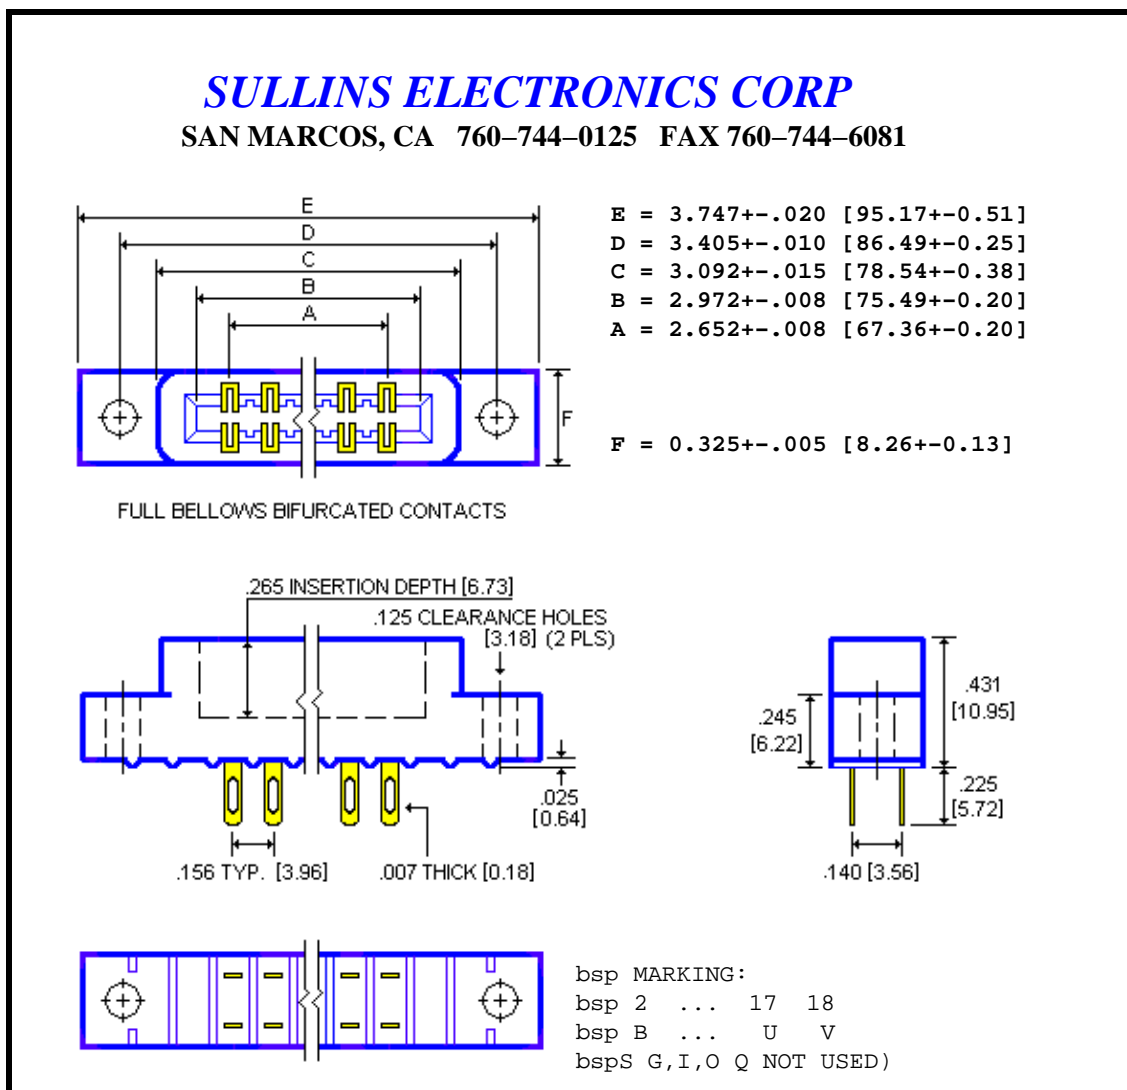 SULLINS ELECTRONICS CORP
SAN MARCOS, CA 760-744-0125 FAX 760-744-6081
E
D
C
B
A
F
E = 3.747+-.020 [95.17+-0.51]
D = 3.405+-.010 [86.49+-0.25]
C = 3.092+-.015 [78.54+-0.38]
B = 2.972+-.008 [75.49+-0.20]
A = 2.652+-.008 [67.36+-0.20]
F = 0.325+-.005 [8.26+-0.13]
FULL BELLOWS BIFURCATED CONTACTS
.265 INSERTION DEPTH [6.73]
.125 CLEARANCE HOLES
[3.18] (2 PLS)
.025
[0.64]
.156 TYP. [3.96]
.007 THICK [0.18]
.245
[6.22]
.431
[10.95]
.225
[5.72]
.140 [3.56]
bsp MARKING:
bsp 2 ... 17 18
bsp B ... U V
bspS G,I,O Q NOT USED)